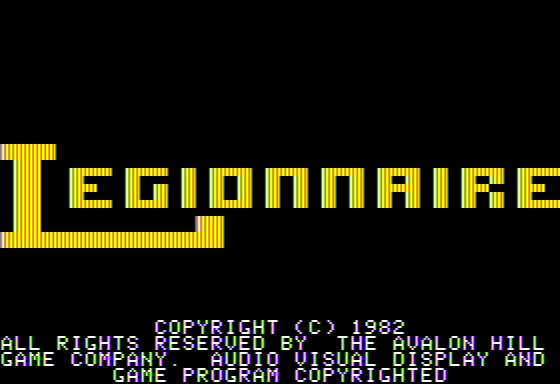 LEGIONNAIRE
COPYRIGHT (C) 1982
ALL RIGHTS RESERVED BY THE AVALON HILL
GAME COMPANY. AUDIO VISUAL DISPLAY AND
GAME PROGRAM COPYRIGHTED